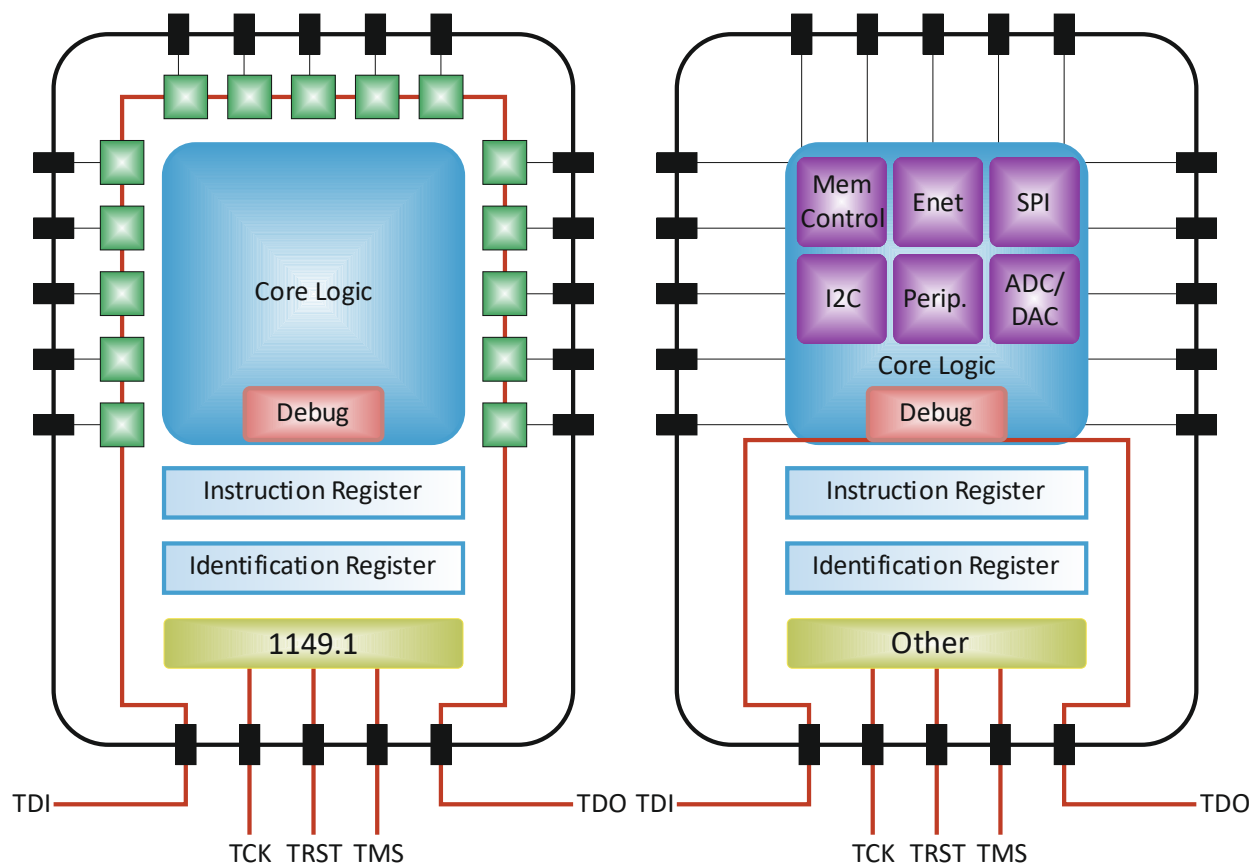 Core Logic
Debug
Instruction Register
Identification Register
1149.1
TDI
TDO
TCK TRST TMS
Mem
Control
Enet
SPI
I2C
Perip.
ADC/
DAC
Core Logic
Debug
Instruction Register
Identification Register
Other
TDI
TDO
TCK TRST TMS